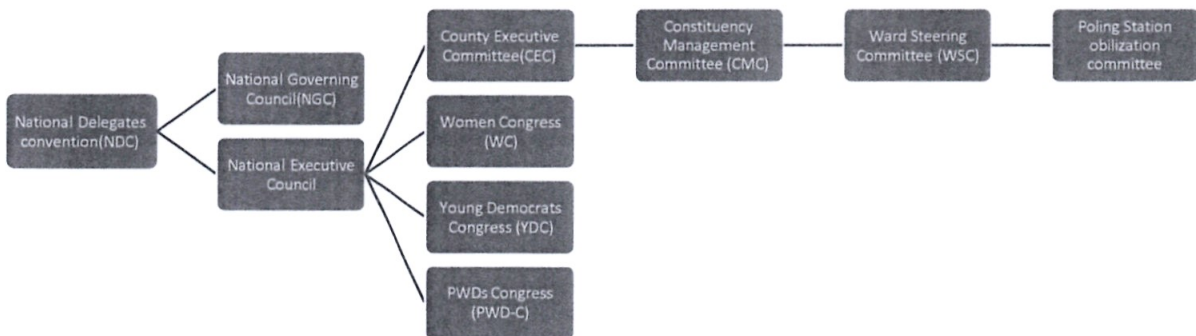 National Delegates
convention(NDC)
National Governing
Council(NGC)
National Executive
Council
County Executive
Committee(CEC)
Women Congress
(WC)
Young Democrats
Congress (YDC)
PWDs Congress
(PWD-C)
Constituency
Management
Committee (CMC)
Ward Steering
Committee (WSC)
Poling Station
obilization
committee